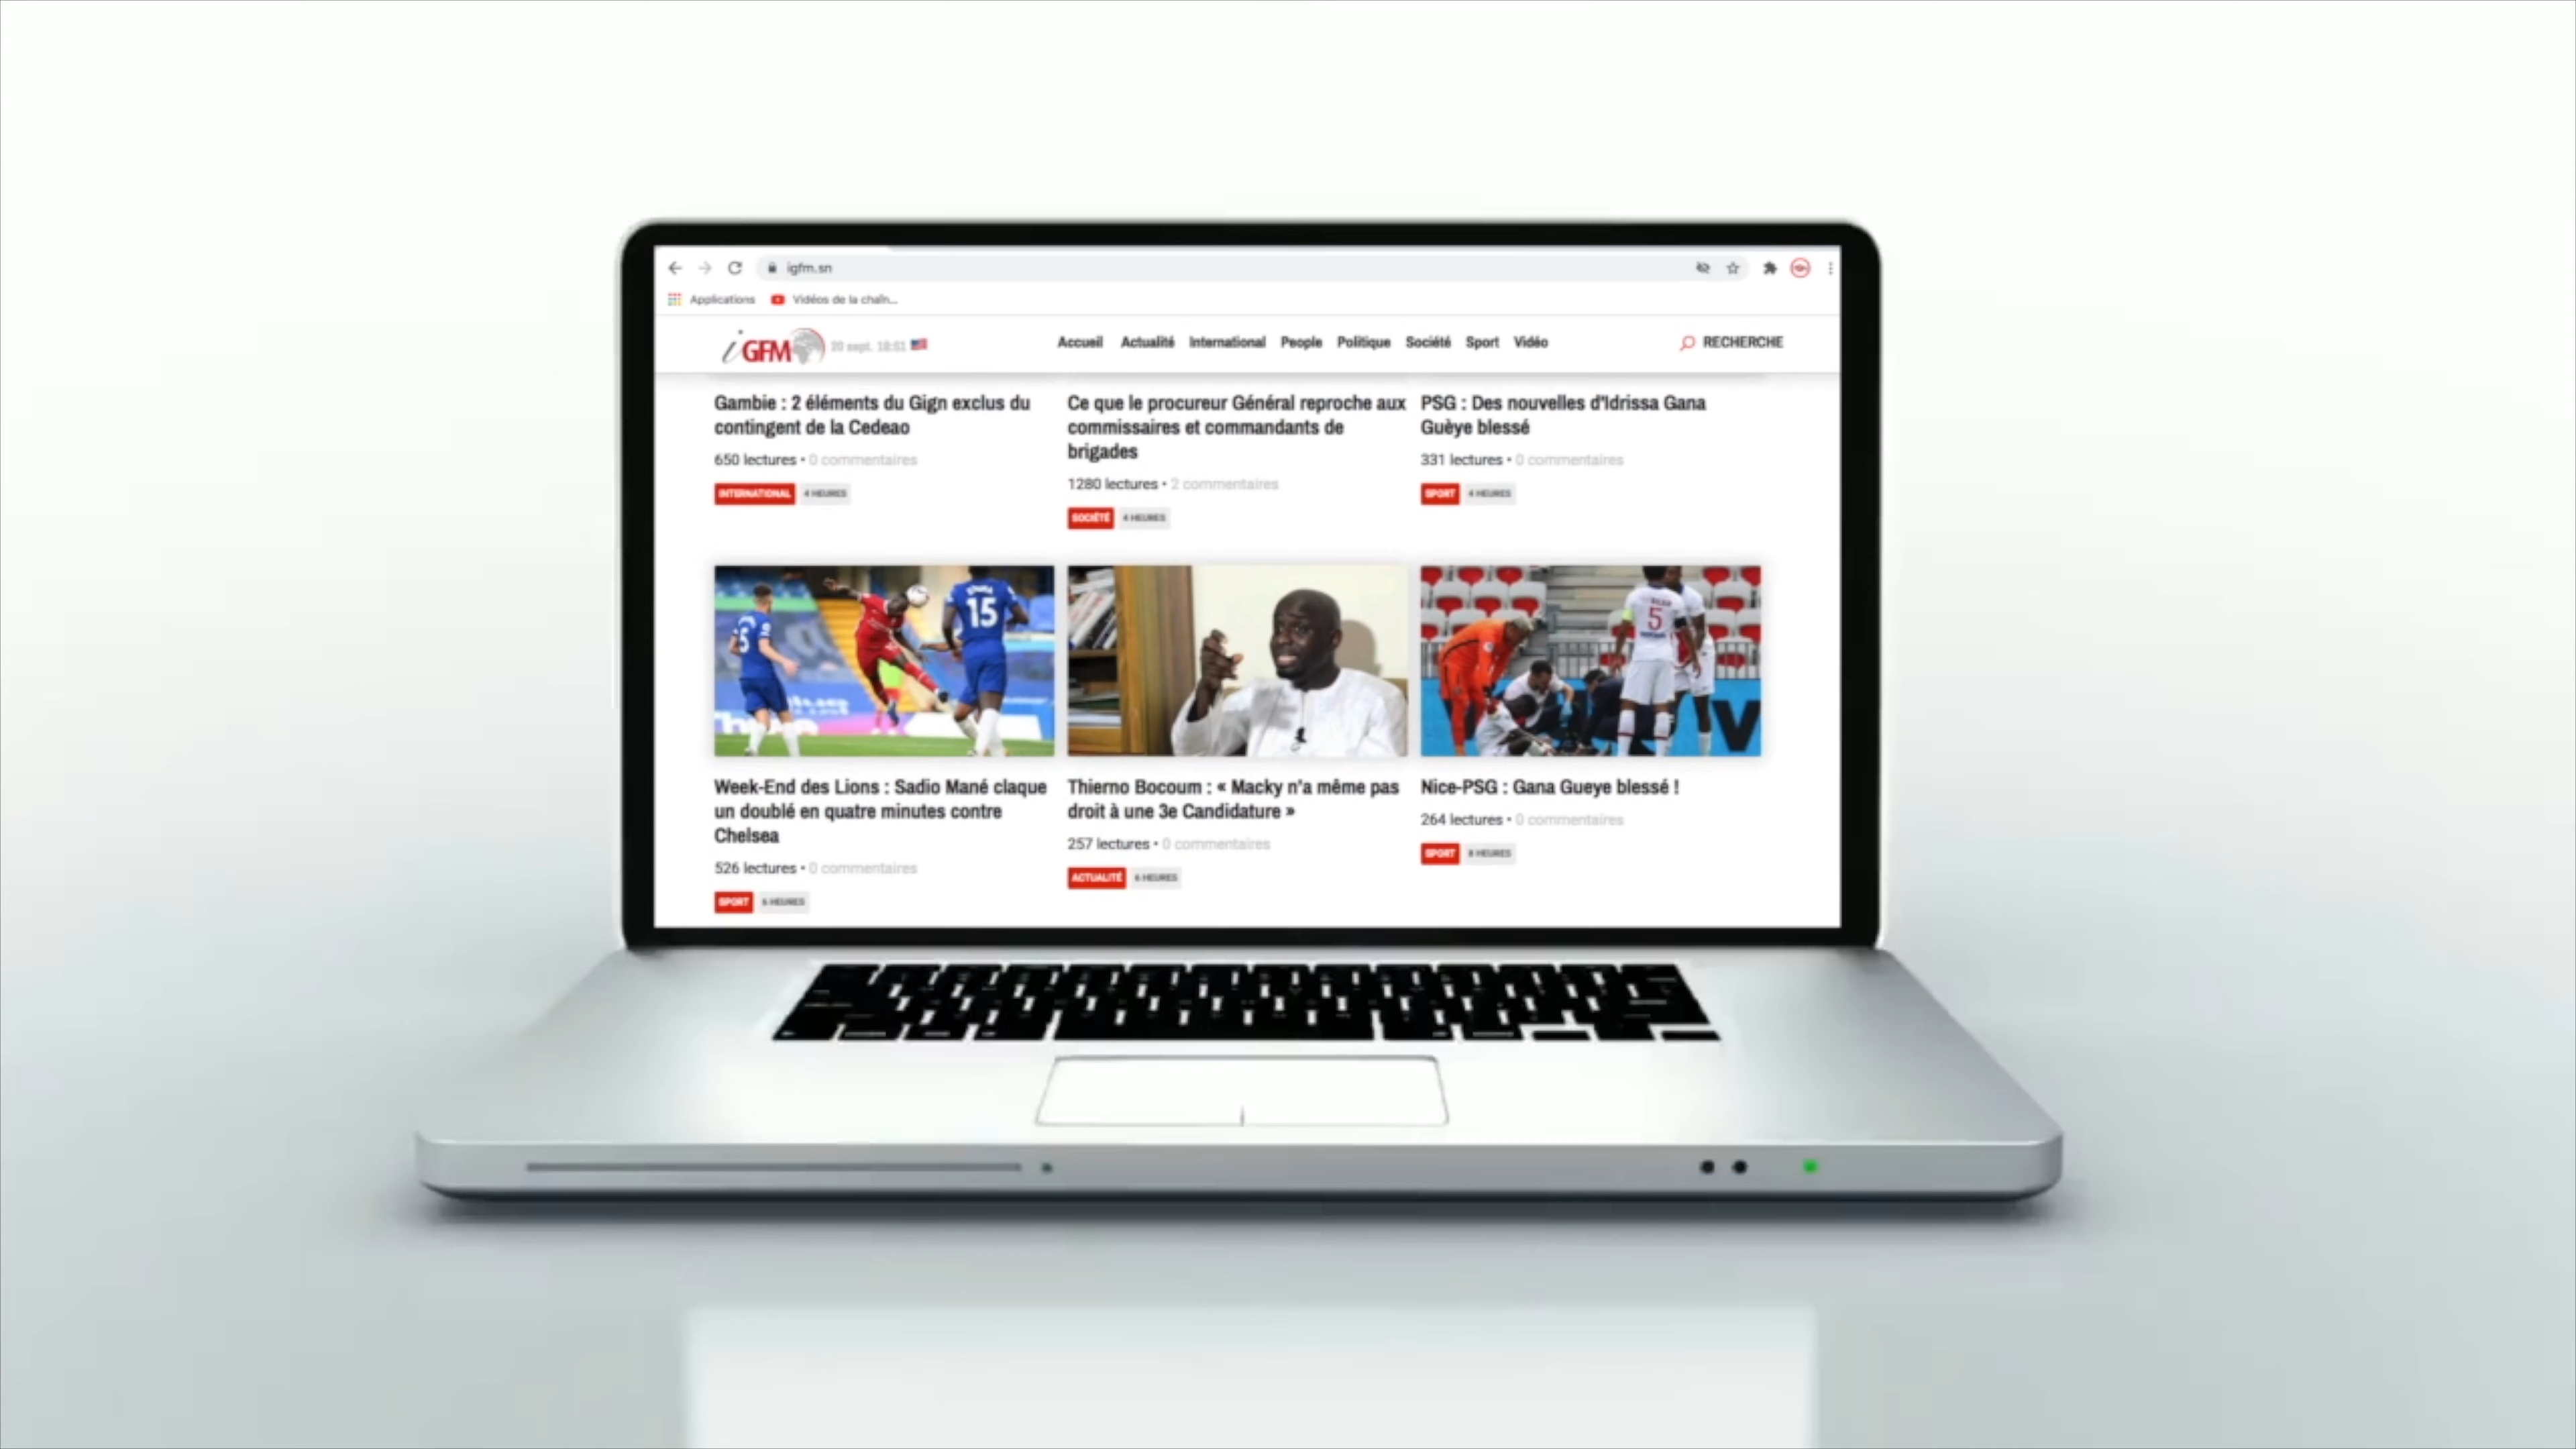 igfm.sn
Applications
Vidéos de la chaîn...
iGFM
20 sept. 18:51
Accueil Actualité International People Politique Société Sport Vidéo
RECHERCHE
Gambie : 2 éléments du Gign exclus du
contingent de la Cedeao
650 lectures • 0 commentaires
INTERNATIONAL 4 HEURES
Ce que le procureur Général reproche aux
commissaires et commandants de
brigades
1280 lectures • 2 commentaires
SOCIÉTÉ 4 HEURES
PSG : Des nouvelles d'Idrissa Gana
Guèye blessé
331 lectures • 0 commentaires
SPORT 4 HEURES
5
15
5
V
Week-End des Lions : Sadio Mané claque
un doublé en quatre minutes contre
Chelsea
526 lectures • 0 commentaires
SPORT 6 HEURES
Thierno Bocoum : « Macky n'a même pas
droit à une 3e Candidature »
257 lectures • 0 commentaires
ACTUALITÉ 6 HEURES
Nice-PSG : Gana Gueye blessé !
264 lectures • 0 commentaires
SPORT 8 HEURES